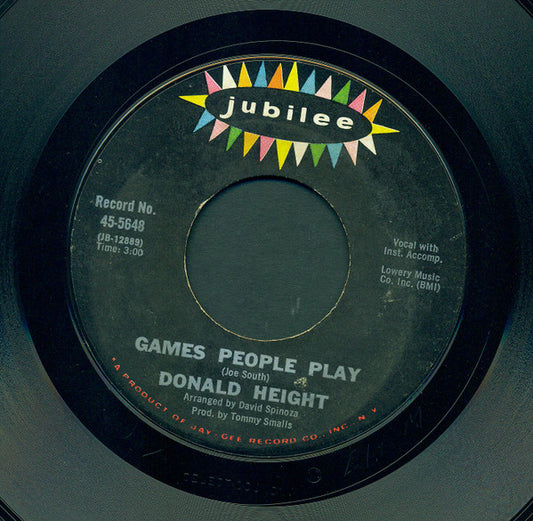 jubilee
Record No.
45-5648
(JB-12889)
Time: 3:00
Vocal with
Inst. Accomp.
Lowery Music
Co. Inc. (BMI)
GAMES PEOPLE PLAY
(Joe South)
DONALD HEIGHT
Arranged by David Spinoza
Prod. by Tommy Smalls
*A PRODUCT OF JAY-GEE RECORD CO., INC. N.Y.